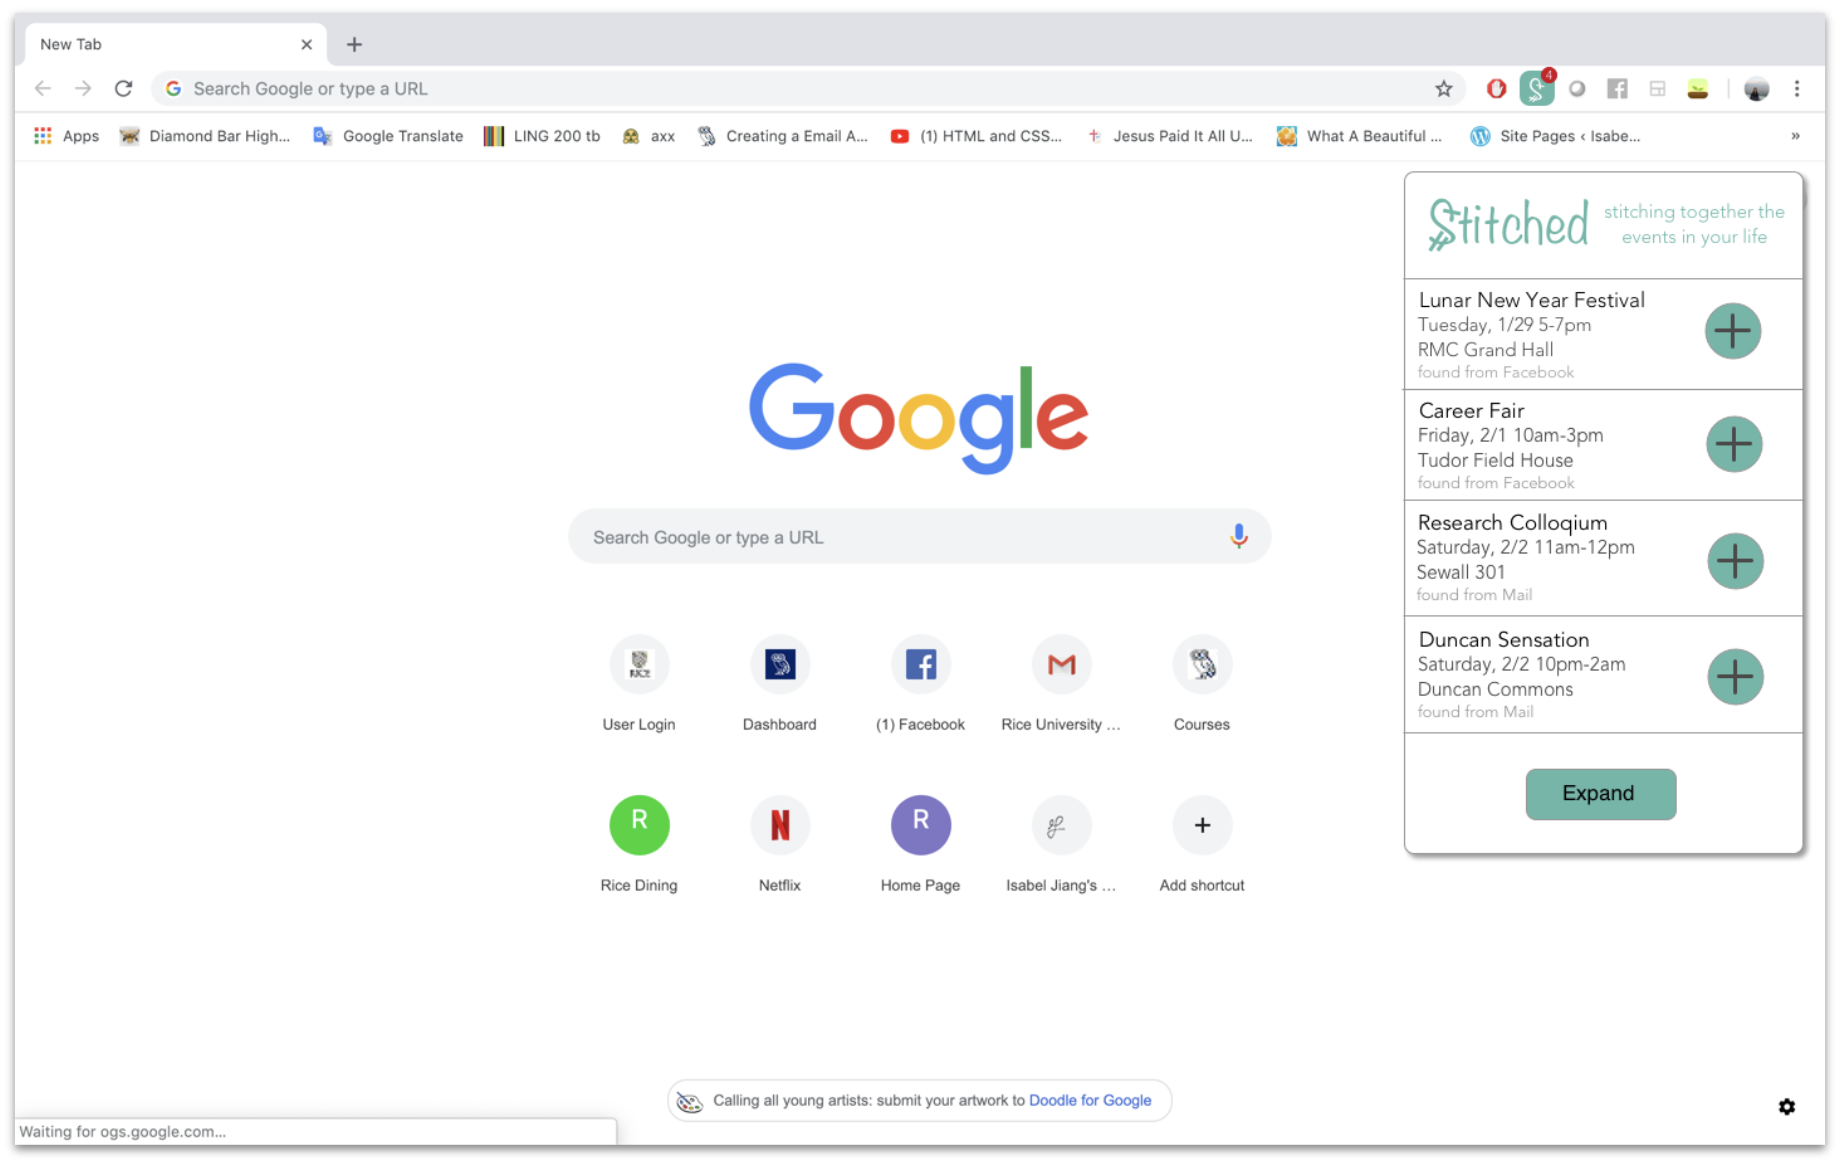 New Tab
Search Google or type a URL
4
Apps
Diamond Bar High...
Google Translate
LING 200 tb
axx
Creating a Email A...
(1) HTML and CSS...
Jesus Paid It All U...
What A Beautiful ...
Site Pages ‹ Isabe...
»
Stitched
stitching together the
events in your life
Lunar New Year Festival
Tuesday, 1/29 5-7pm
RMC Grand Hall
found from Facebook
Career Fair
Friday, 2/1 10am-3pm
Tudor Field House
found from Facebook
Research Colloqium
Saturday, 2/2 11am-12pm
Sewall 301
found from Mail
Duncan Sensation
Saturday, 2/2 10pm-2am
Duncan Commons
found from Mail
Expand
Google
Search Google or type a URL
RICE
User Login
Dashboard
(1) Facebook
Rice University ...
Courses
R
Rice Dining
Netflix
R
Home Page
Isabel Jiang's ...
Add shortcut
Calling all young artists: submit your artwork to Doodle for Google
Waiting for ogs.google.com...